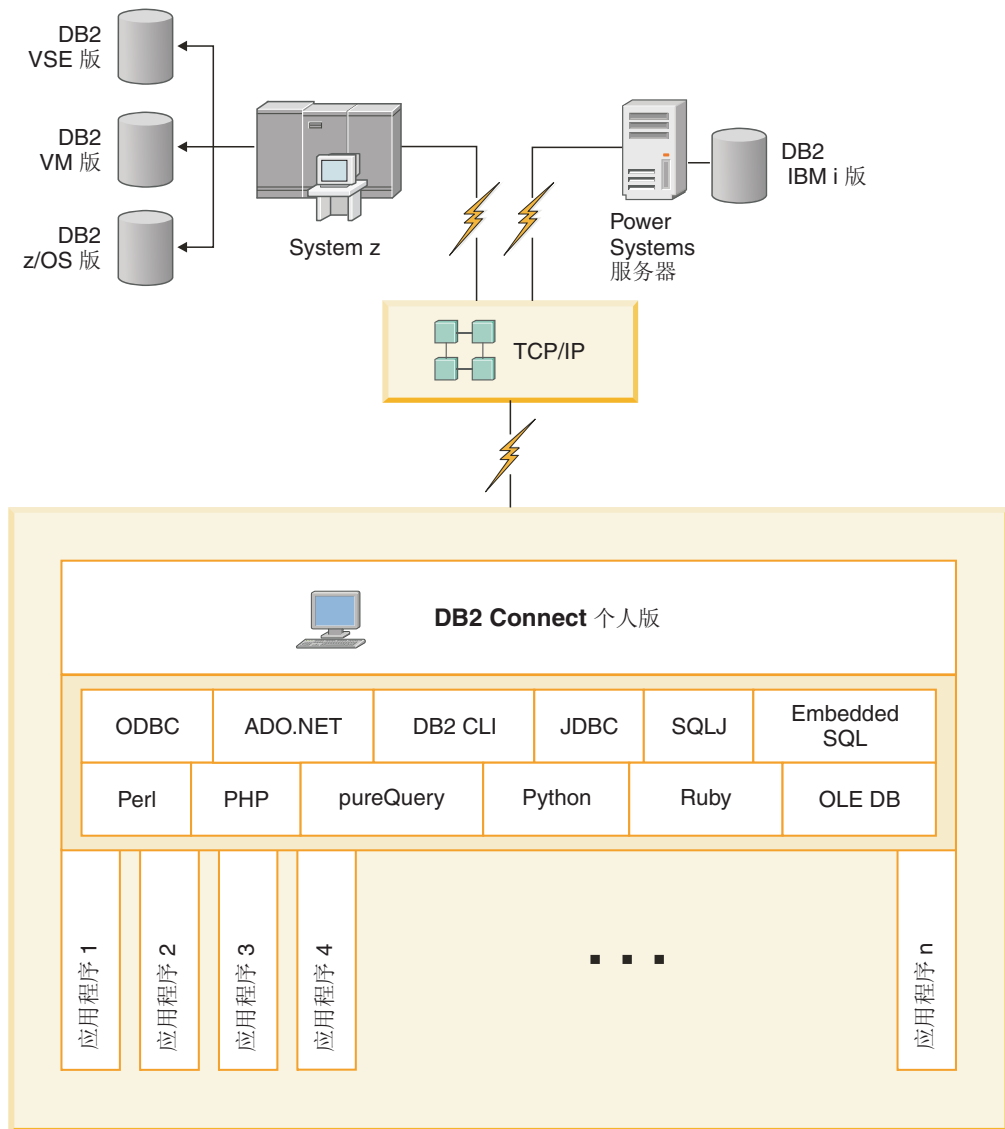 DB2
VSE 版
DB2
VM 版
DB2
z/OS 版
System z
Power
Systems
服务器
DB2
IBM i 版
TCP/IP
DB2 Connect 个人版
ODBC
ADO.NET
DB2 CLI
JDBC
SQLJ
Embedded
SQL
Perl
PHP
pureQuery
Python
Ruby
OLE DB
应用程序 1
应用程序 2
应用程序 3
应用程序 4
...
应用程序 n